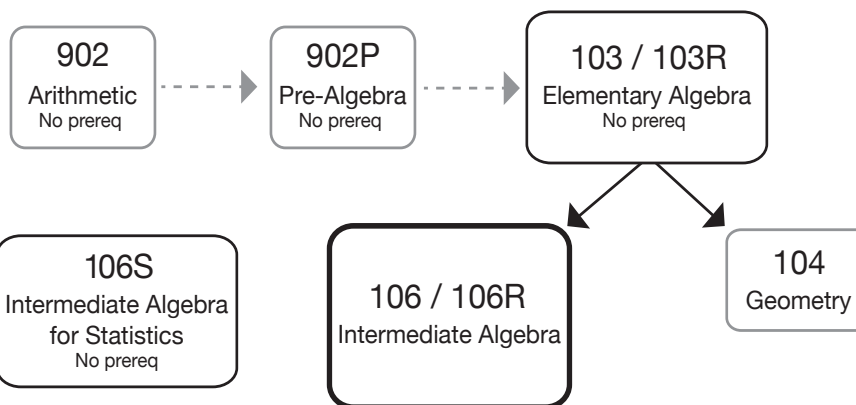 902
Arithmetic
No prereq
902P
Pre-Algebra
No prereq
103 / 103R
Elementary Algebra
No prereq
106S
Intermediate Algebra
for Statistics
No prereq
106 / 106R
Intermediate Algebra
104
Geometry